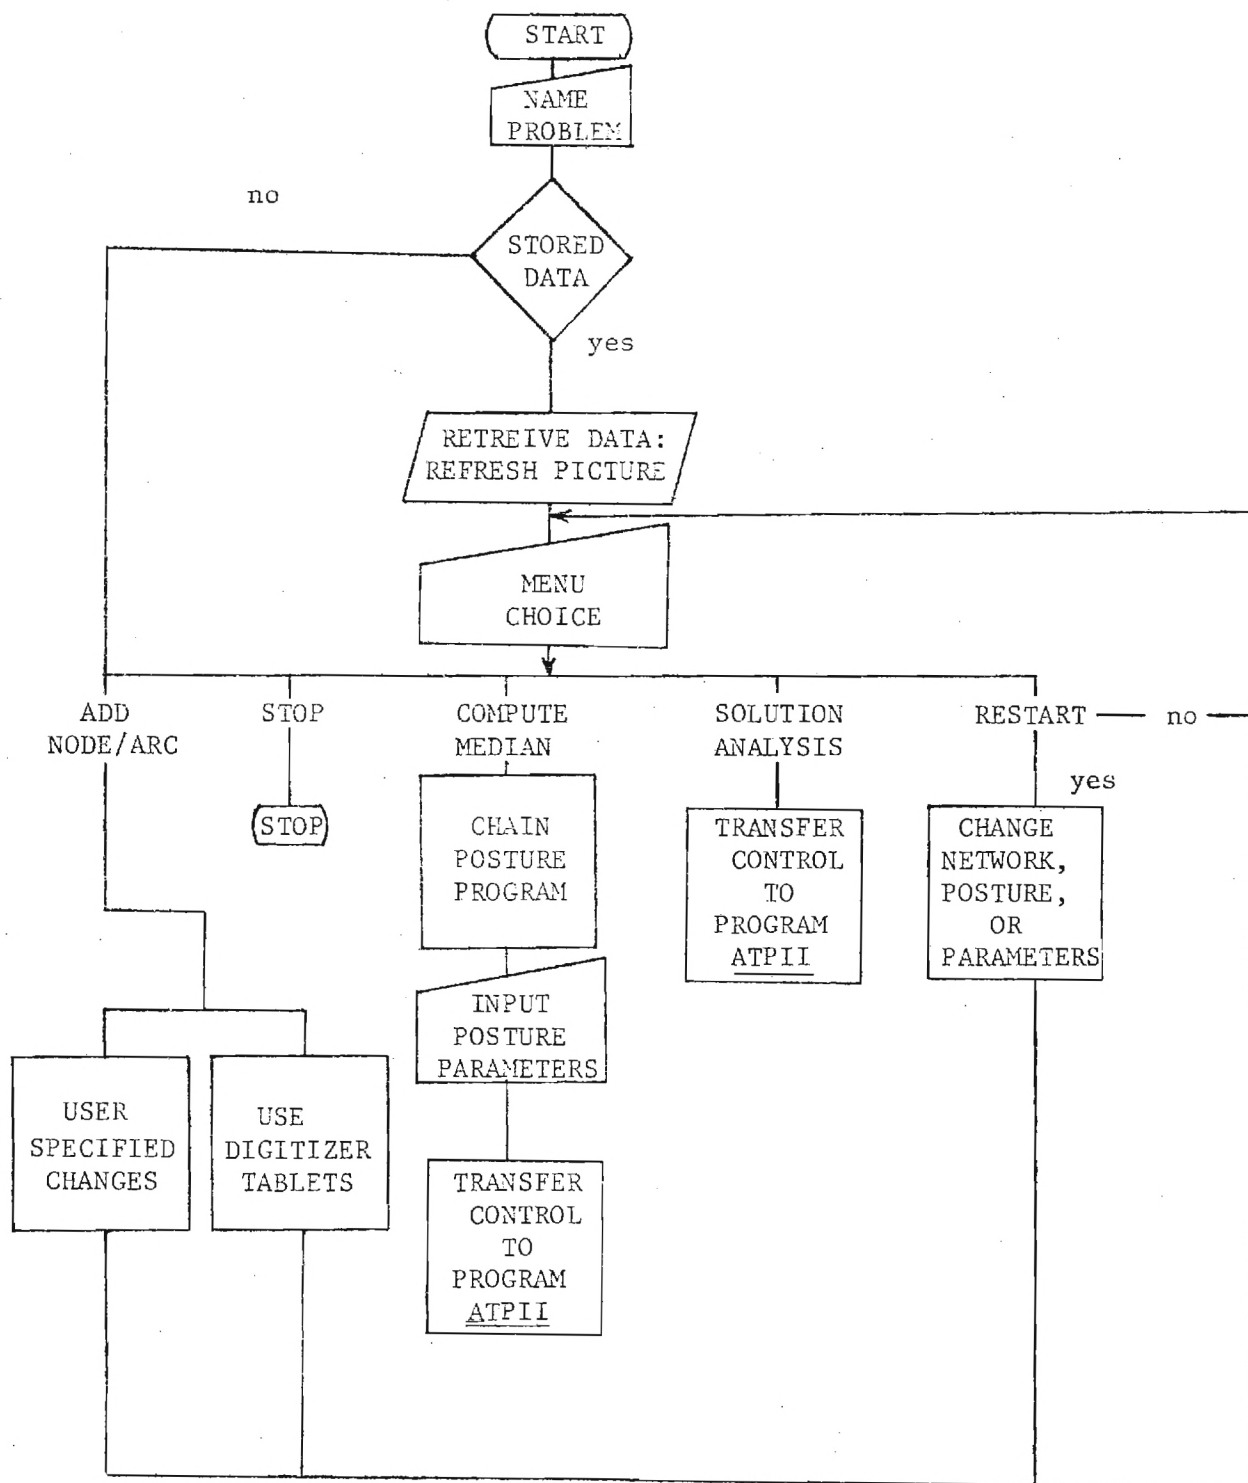 START
NAME
PROBLEM
no
STORED
DATA
yes
RETREIVE DATA:
REFRESH PICTURE
MENU
CHOICE
ADD
NODE/ARC
STOP
COMPUTE
MEDIAN
SOLUTION
ANALYSIS
RESTART
no
yes
STOP
CHAIN
POSTURE
PROGRAM
TRANSFER
CONTROL
TO
PROGRAM
ATPII
CHANGE
NETWORK,
POSTURE,
OR
PARAMETERS
INPUT
POSTURE
PARAMETERS
USER
SPECIFIED
CHANGES
USE
DIGITIZER
TABLETS
TRANSFER
CONTROL
TO
PROGRAM
ATPII